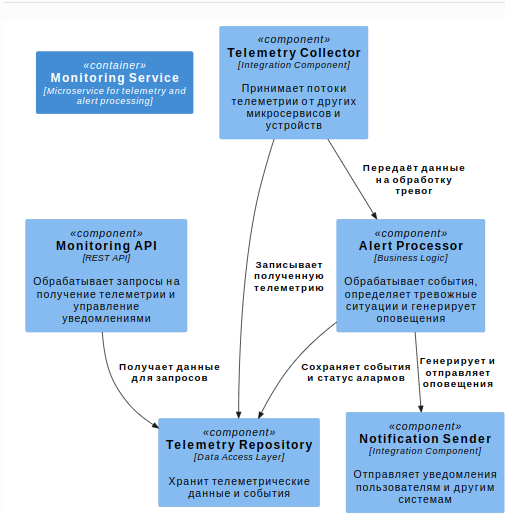 «container»
Monitoring Service
[Microservice for telemetry and
alert processing]
«component»
Telemetry Collector
[Integration Component]
Принимает потоки
телеметрии от других
микросервисов и
устройств
Передаёт данные
на обработку
тревог
«component»
Monitoring API
[REST API]
Обрабатывает запросы на
получение телеметрии и
управление
уведомлениями
Записывает
полученную
телеметрию
«component»
Alert Processor
[Business Logic]
Обрабатывает события,
определяет тревожные
ситуации и генерирует
оповещения
Получает данные
для запросов
Сохраняет события
и статус алармов
Генерирует и
отправляет
оповещения
«component»
Telemetry Repository
[Data Access Layer]
Хранит телеметрические
данные и события
«component»
Notification Sender
[Integration Component]
Отправляет уведомления
пользователям и другим
системам